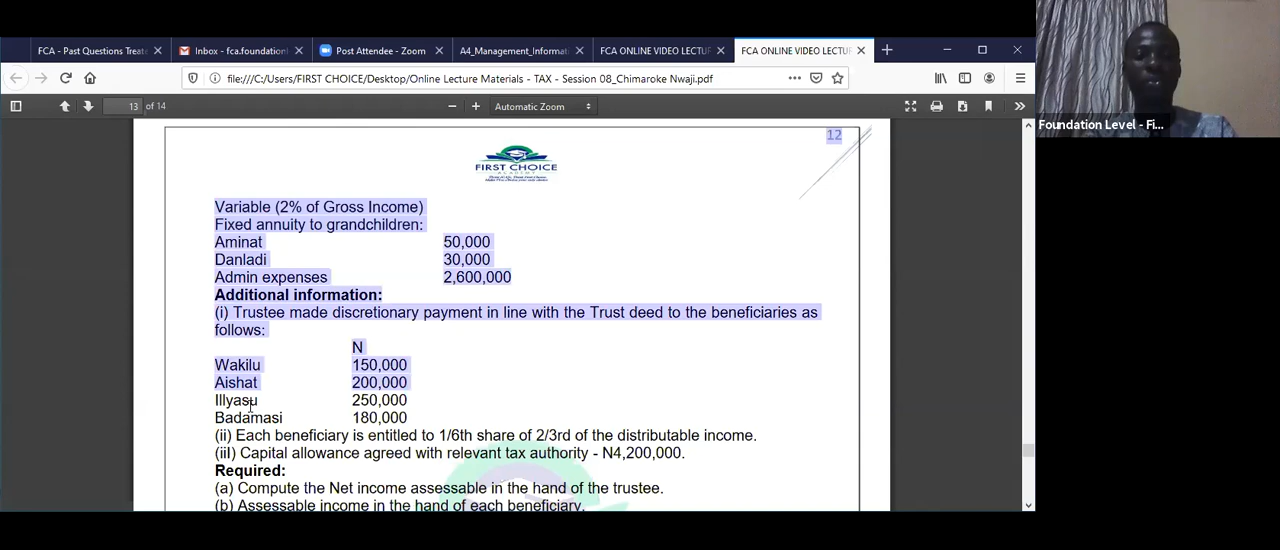 FCA - Past Questions Treat
Inbox - fca.foundation
Post Attendee - Zoom
A4_Management_Informati
FCA ONLINE VIDEO LECTUR
FCA ONLINE VIDEO LECTUR
file:///C:/Users/FIRST CHOICE/Desktop/Online Lecture Materials - TAX - Session 08_Chimaroke Nwaji.pdf
13 of 14
Automatic Zoom
Foundation Level - Fi...
12
FIRST CHOICE
ACADEMY
Variable (2% of Gross Income)
Fixed annuity to grandchildren:
Aminat 50,000
Danladi 30,000
Admin expenses 2,600,000
Additional information:
(i) Trustee made discretionary payment in line with the Trust deed to the beneficiaries as
follows:
N
Wakilu 150,000
Aishat 200,000
Illyasu 250,000
Badamasi 180,000
(ii) Each beneficiary is entitled to 1/6th share of 2/3rd of the distributable income.
(iiI) Capital allowance agreed with relevant tax authority - N4,200,000.
Required:
(a) Compute the Net income assessable in the hand of the trustee.
(b) Assessable income in the hand of each beneficiary.